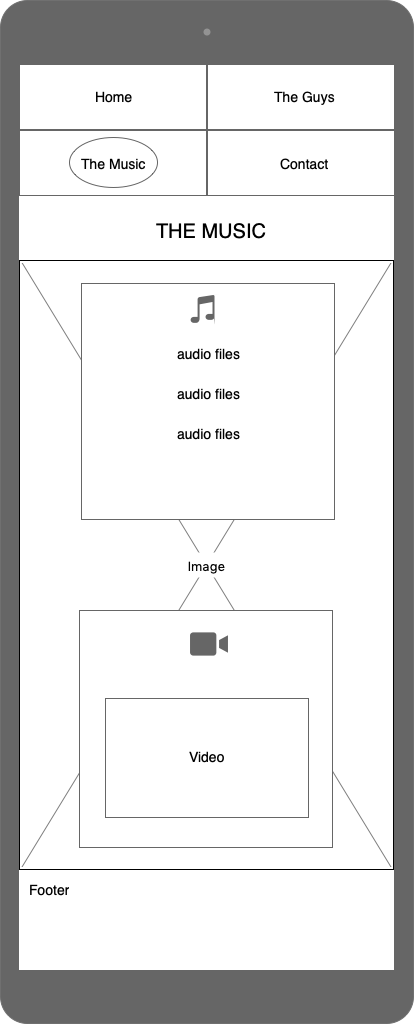 Home
The Guys
The Music
Contact
THE MUSIC
audio files
audio files
audio files
Image
Video
Footer